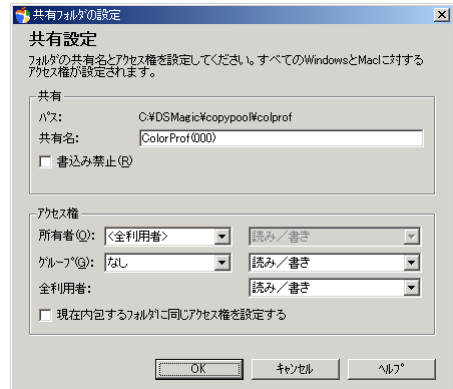 共有フォルダの設定
共有設定
フォルダの共有名とアクセス権を設定してください。すべてのWindowsとMacに対する
アクセス権が設定されます。
共有
パス: C:¥DSMagic¥copypool¥colprof
共有名: ColorProf(000)
書込み禁止(R)
アクセス権
所有者(O): <全利用者> 読み/書き
グループ(G): なし 読み/書き
全利用者: 読み/書き
現在内包するフォルダに同じアクセス権を設定する
OK キャンセル ヘルプ